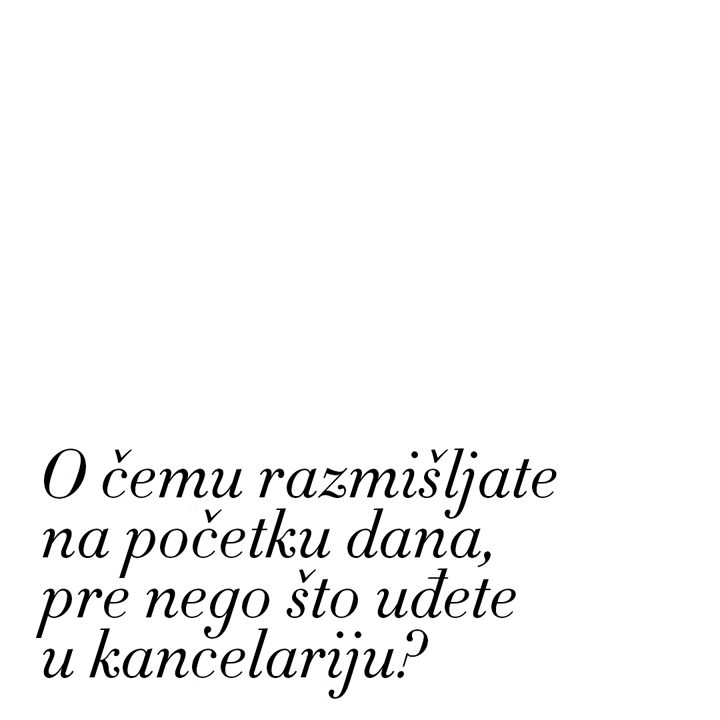 O čemu razmišljate
na početku dana,
pre nego što uđete
u kancelariju?